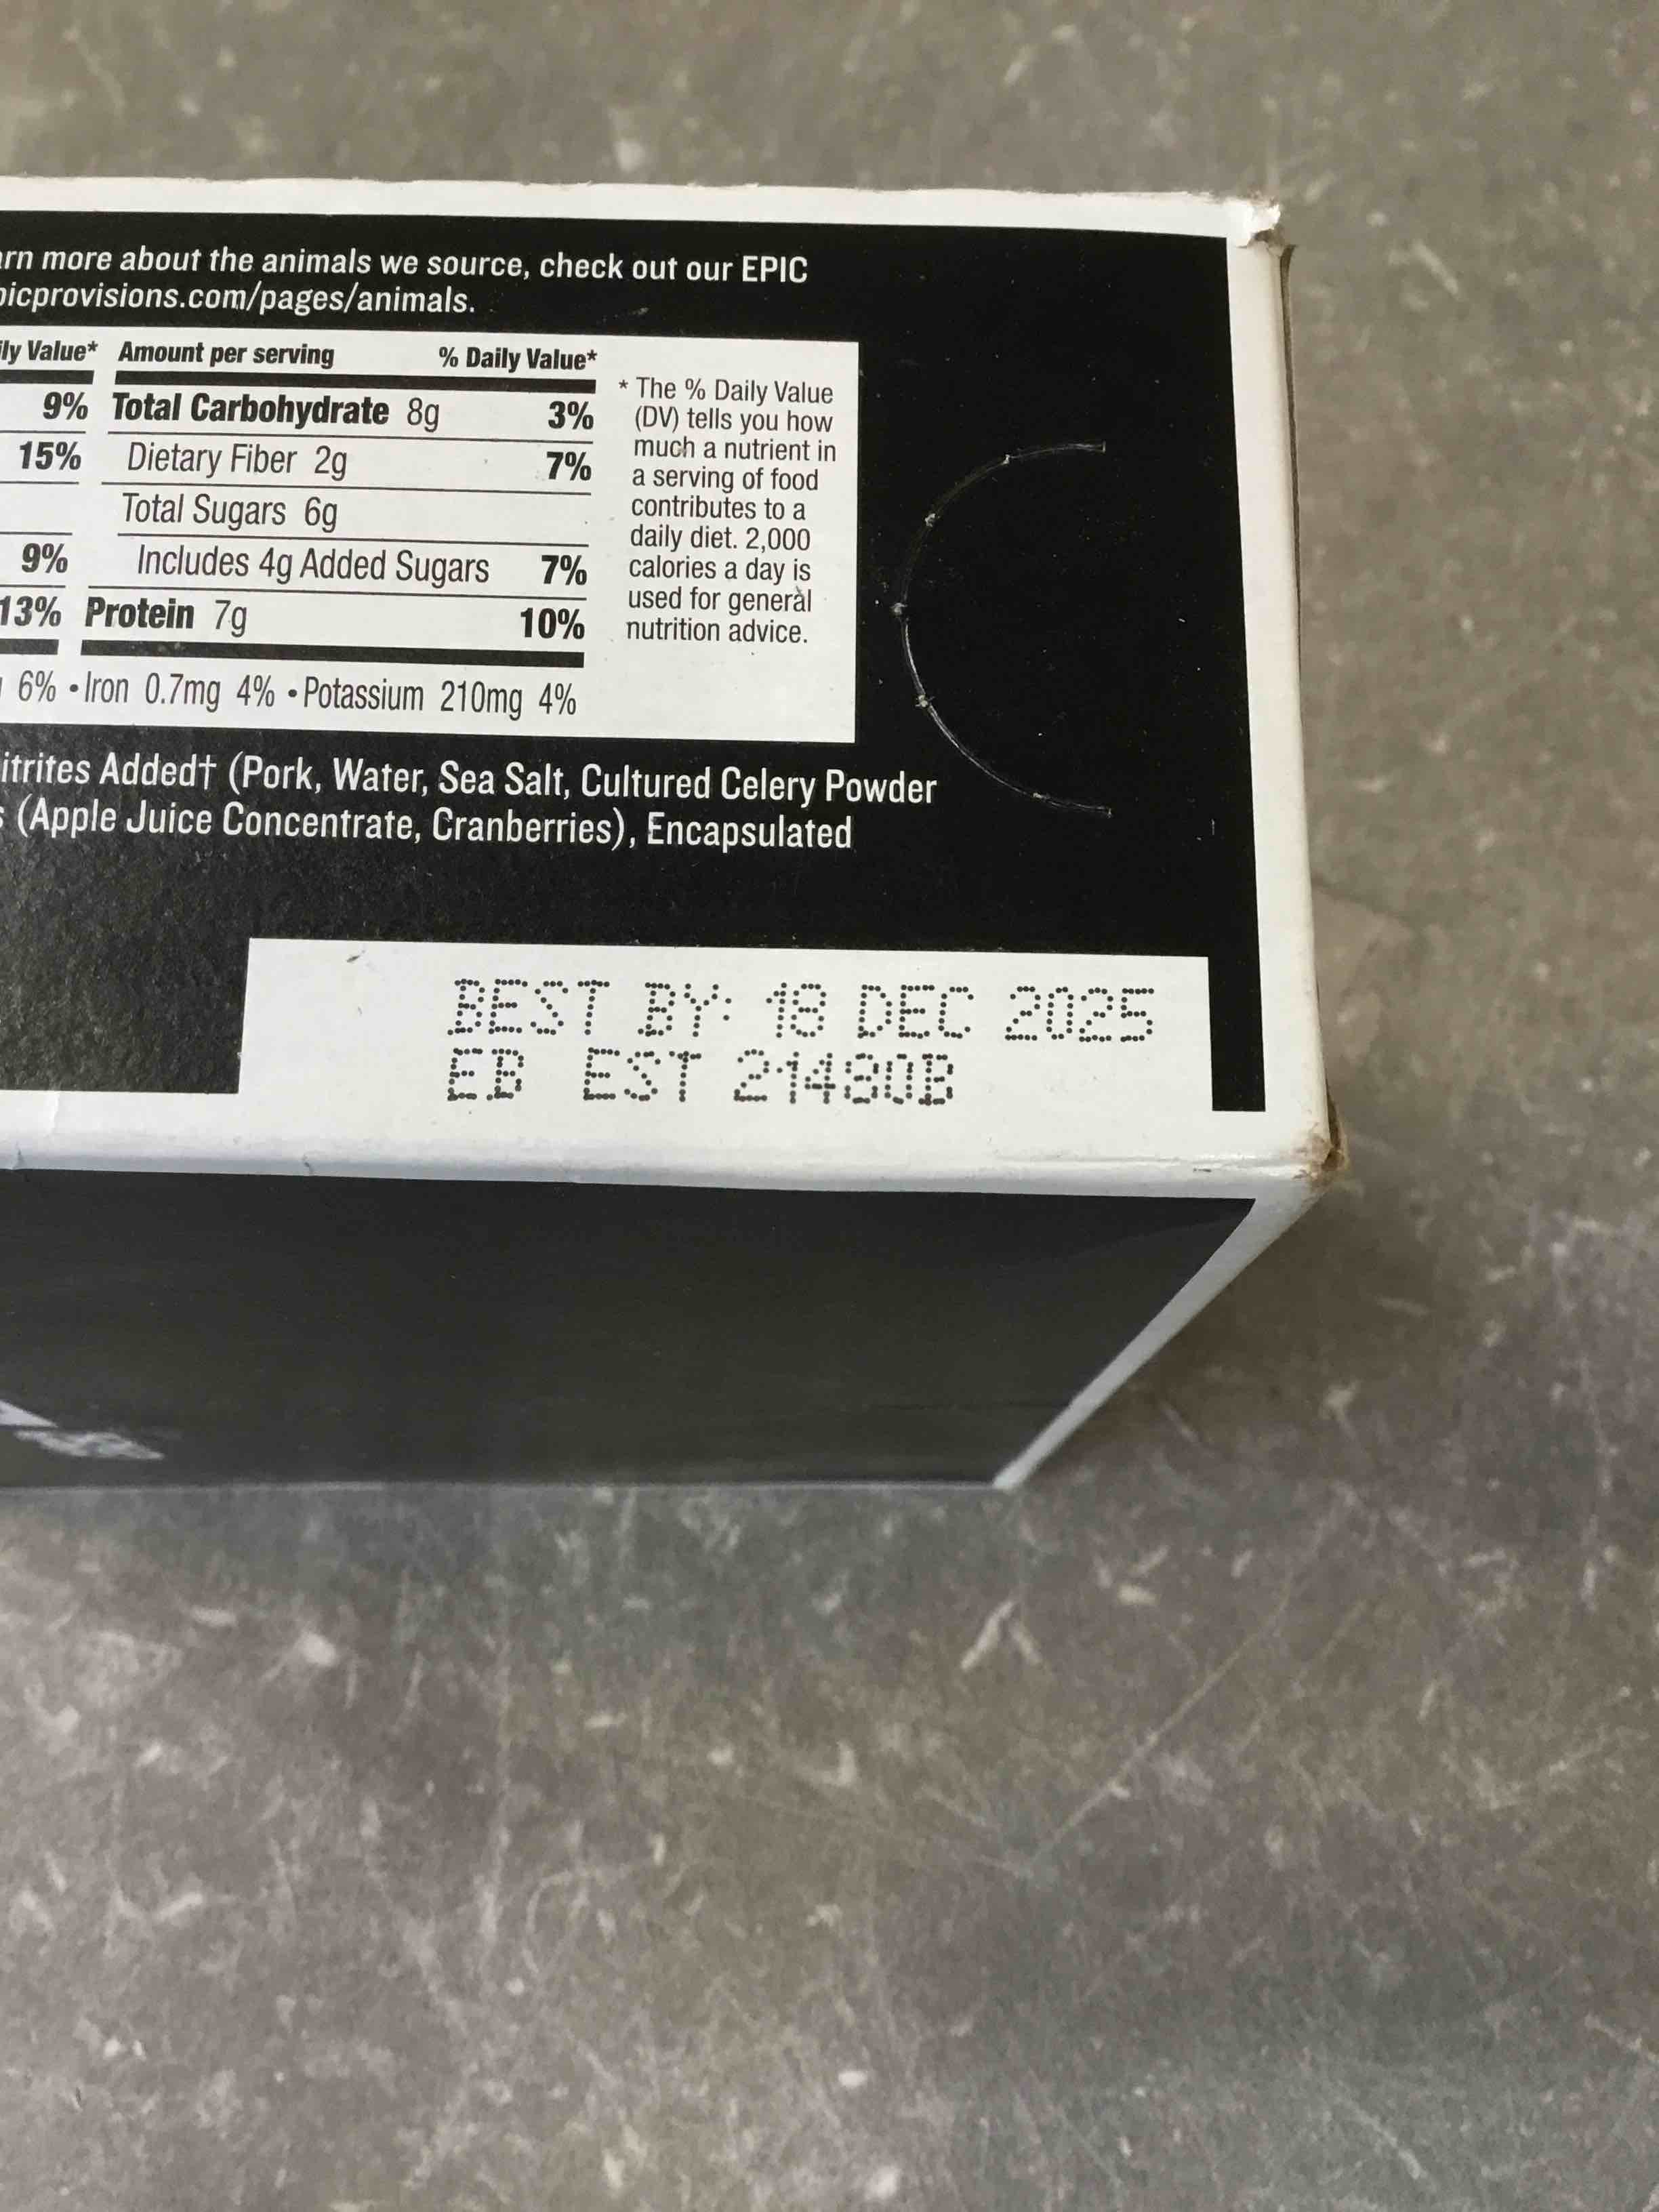 arn more about the animals we source, check out our EPIC
picprovisions.com/pages/animals.
ily Value* Amount per serving % Daily Value*
9% Total Carbohydrate 8g 3%
15% Dietary Fiber 2g 7%
Total Sugars 6g
9% Includes 4g Added Sugars 7%
13% Protein 7g 10%
6% • Iron 0.7mg 4% • Potassium 210mg 4%
* The % Daily Value
(DV) tells you how
much a nutrient in
a serving of food
contributes to a
daily diet. 2,000
calories a day is
used for general
nutrition advice.
itrites Added† (Pork, Water, Sea Salt, Cultured Celery Powder
(Apple Juice Concentrate, Cranberries), Encapsulated
BEST BY: 18 DEC 2025
EB EST 21480B